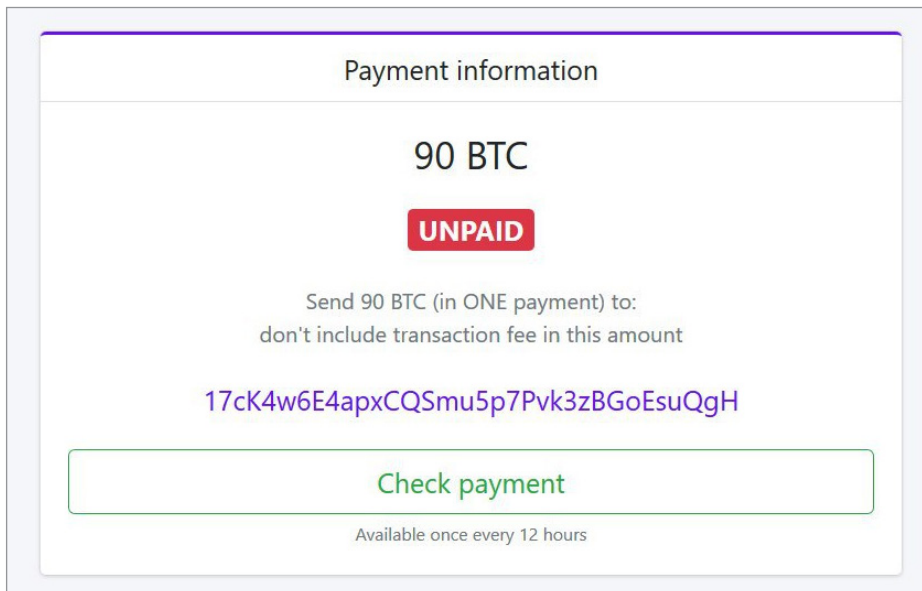 Payment information
90 BTC
UNPAID
Send 90 BTC (in ONE payment) to:
don't include transaction fee in this amount
17cK4w6E4apxCQSmu5p7Pvk3zBGoEsuQgH
Check payment
Available once every 12 hours